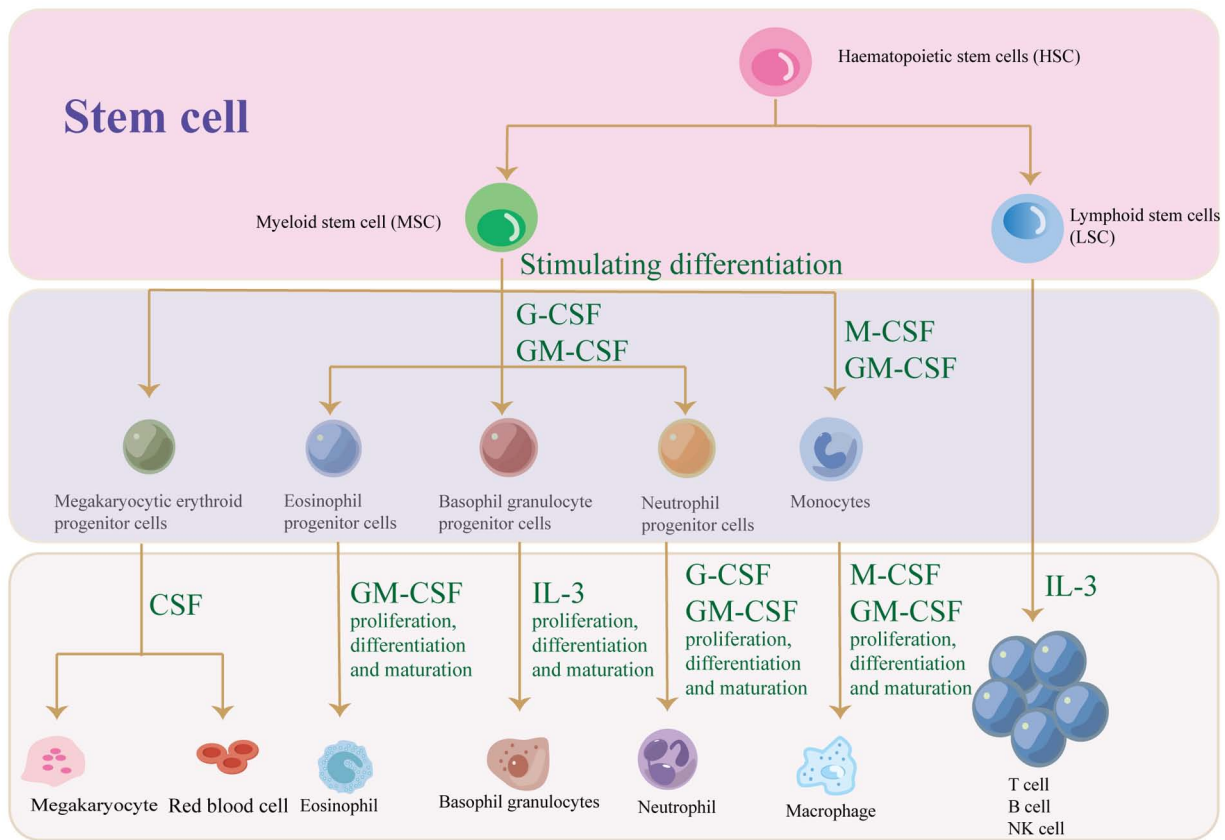 Haematopoietic stem cells (HSC)
Stem cell
Myeloid stem cell (MSC)
Lymphoid stem cells
(LSC)
Stimulating differentiation
G-CSF
GM-CSF
M-CSF
GM-CSF
Megakaryocytic erythroid
progenitor cells
Eosinophil
progenitor cells
Basophil granulocyte
progenitor cells
Neutrophil
progenitor cells
Monocytes
CSF
GM-CSF
proliferation,
differentiation
and maturation
IL-3
proliferation,
differentiation
and maturation
G-CSF
GM-CSF
proliferation,
differentiation
and maturation
M-CSF
GM-CSF
proliferation,
differentiation
and maturation
IL-3
Megakaryocyte
Red blood cell
Eosinophil
Basophil granulocytes
Neutrophil
Macrophage
T cell
B cell
NK cell